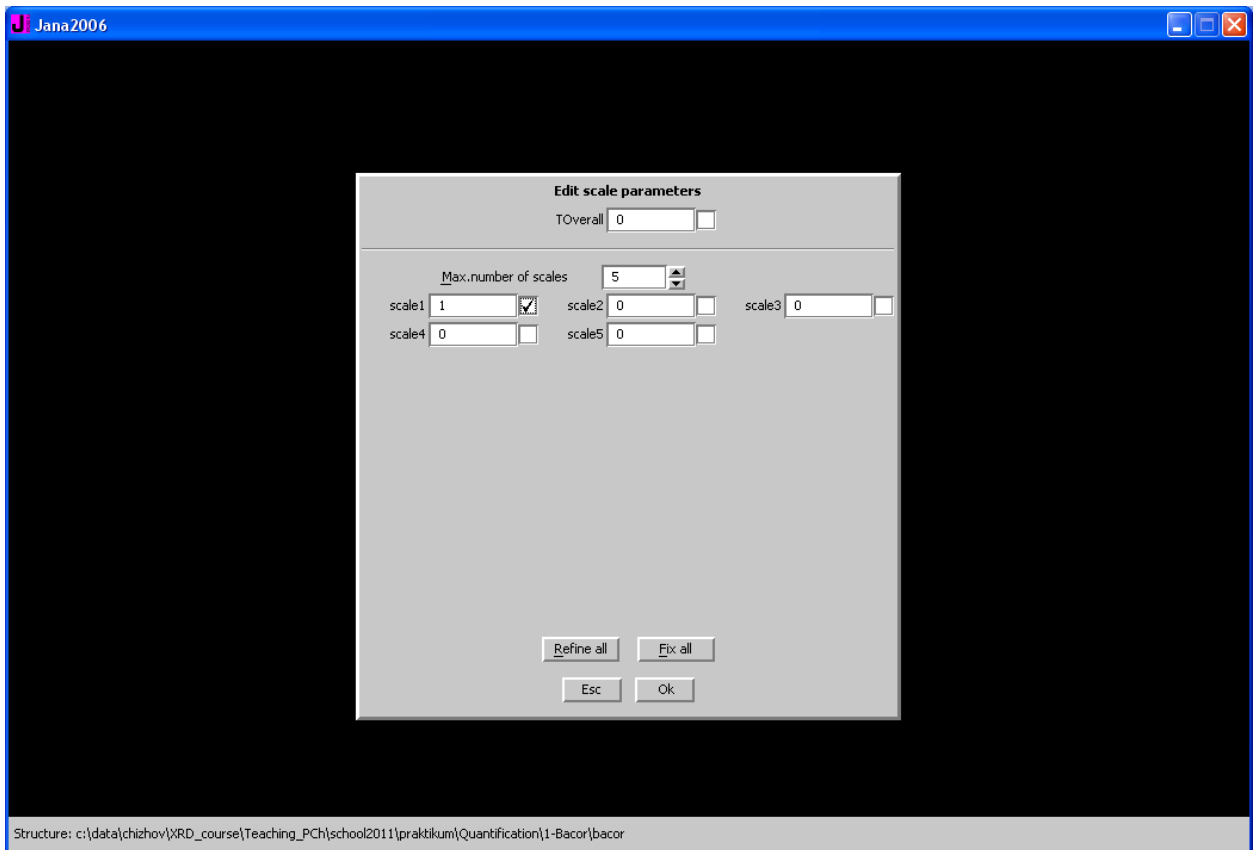 Jana2006
Edit scale parameters
TOverall 0
Max.number of scales 5
scale1 1 scale2 0 scale3 0
scale4 0 scale5 0
Refine all Fix all
Esc Ok
Structure: c:\data\chizhov\XRD_course\Teaching_PCh\school2011\praktikum\Quantification\1-Bacor\bacor